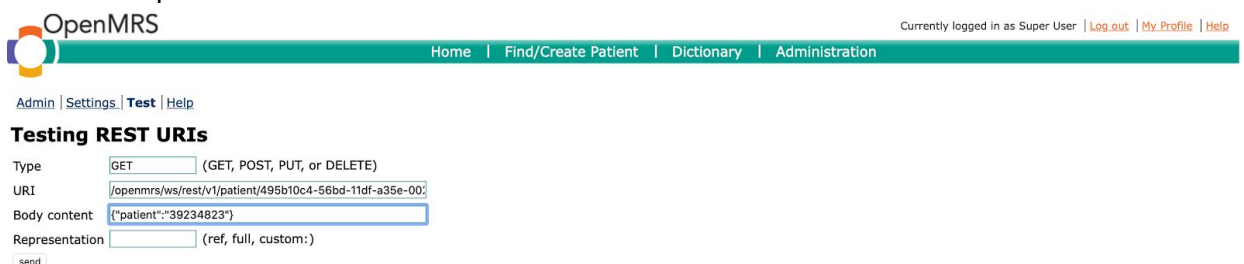 OpenMRS
Currently logged in as Super User | Log out | My Profile | Help
Home | Find/Create Patient | Dictionary | Administration
Admin | Settings | Test | Help
Testing REST URIs
Type GET (GET, POST, PUT, or DELETE)
URI /openmrs/ws/rest/v1/patient/495b10c4-56bd-11df-a35e-002
Body content {"patient":"39234823"}
Representation (ref, full, custom:)
send